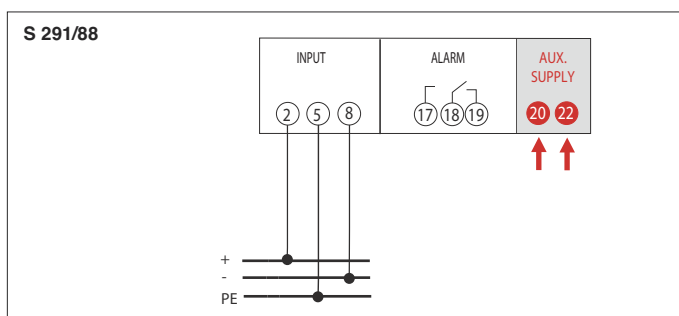 S 291/88
INPUT
ALARM
AUX.
SUPPLY
2 5 8
17 18 19
20 22
+
-
PE